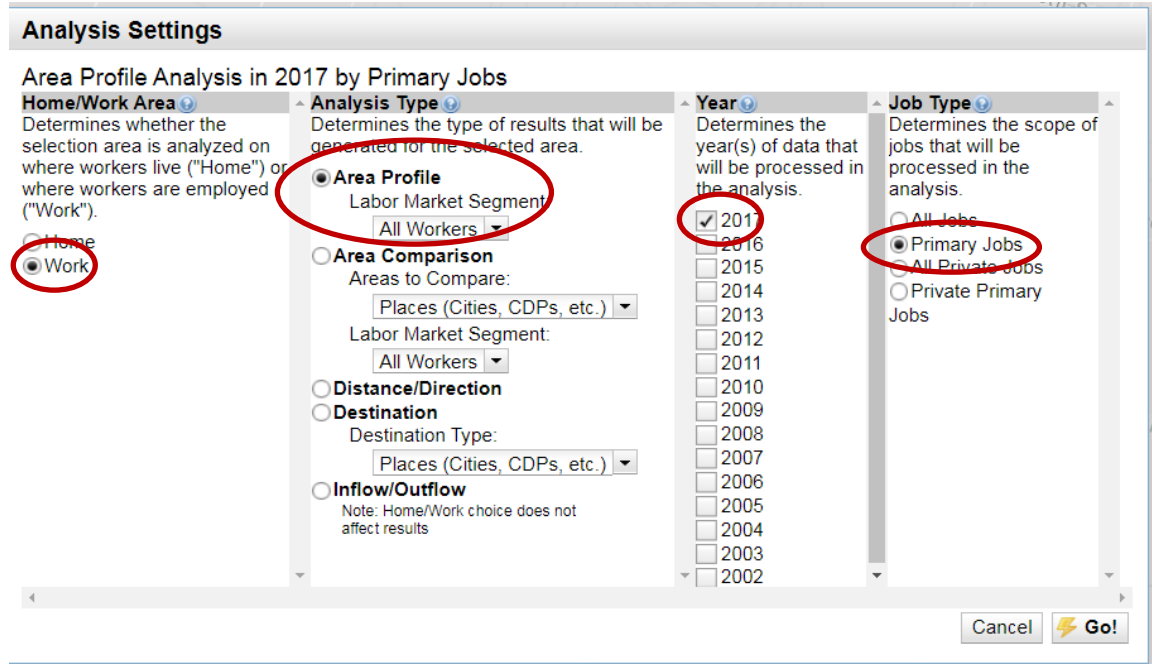 Analysis Settings
Area Profile Analysis in 2017 by Primary Jobs
Home/Work Area
Determines whether the
selection area is analyzed on
where workers live ("Home") or
where workers are employed
("Work").
Home
Work
Analysis Type
Determines the type of results that will be
generated for the selected area.
Area Profile
Labor Market Segment
All Workers
Area Comparison
Areas to Compare:
Places (Cities, CDPs, etc.)
Labor Market Segment:
All Workers
Distance/Direction
Destination
Destination Type:
Places (Cities, CDPs, etc.)
Inflow/Outflow
Note: Home/Work choice does not
affect results
Year
Determines the
year(s) of data that
will be processed in
the analysis.
2017
2016
2015
2014
2013
2012
2011
2010
2009
2008
2007
2006
2005
2004
2003
2002
Job Type
Determines the scope of
jobs that will be
processed in the
analysis.
All Jobs
Primary Jobs
All Private Jobs
Private Primary
Jobs
Cancel
Go!